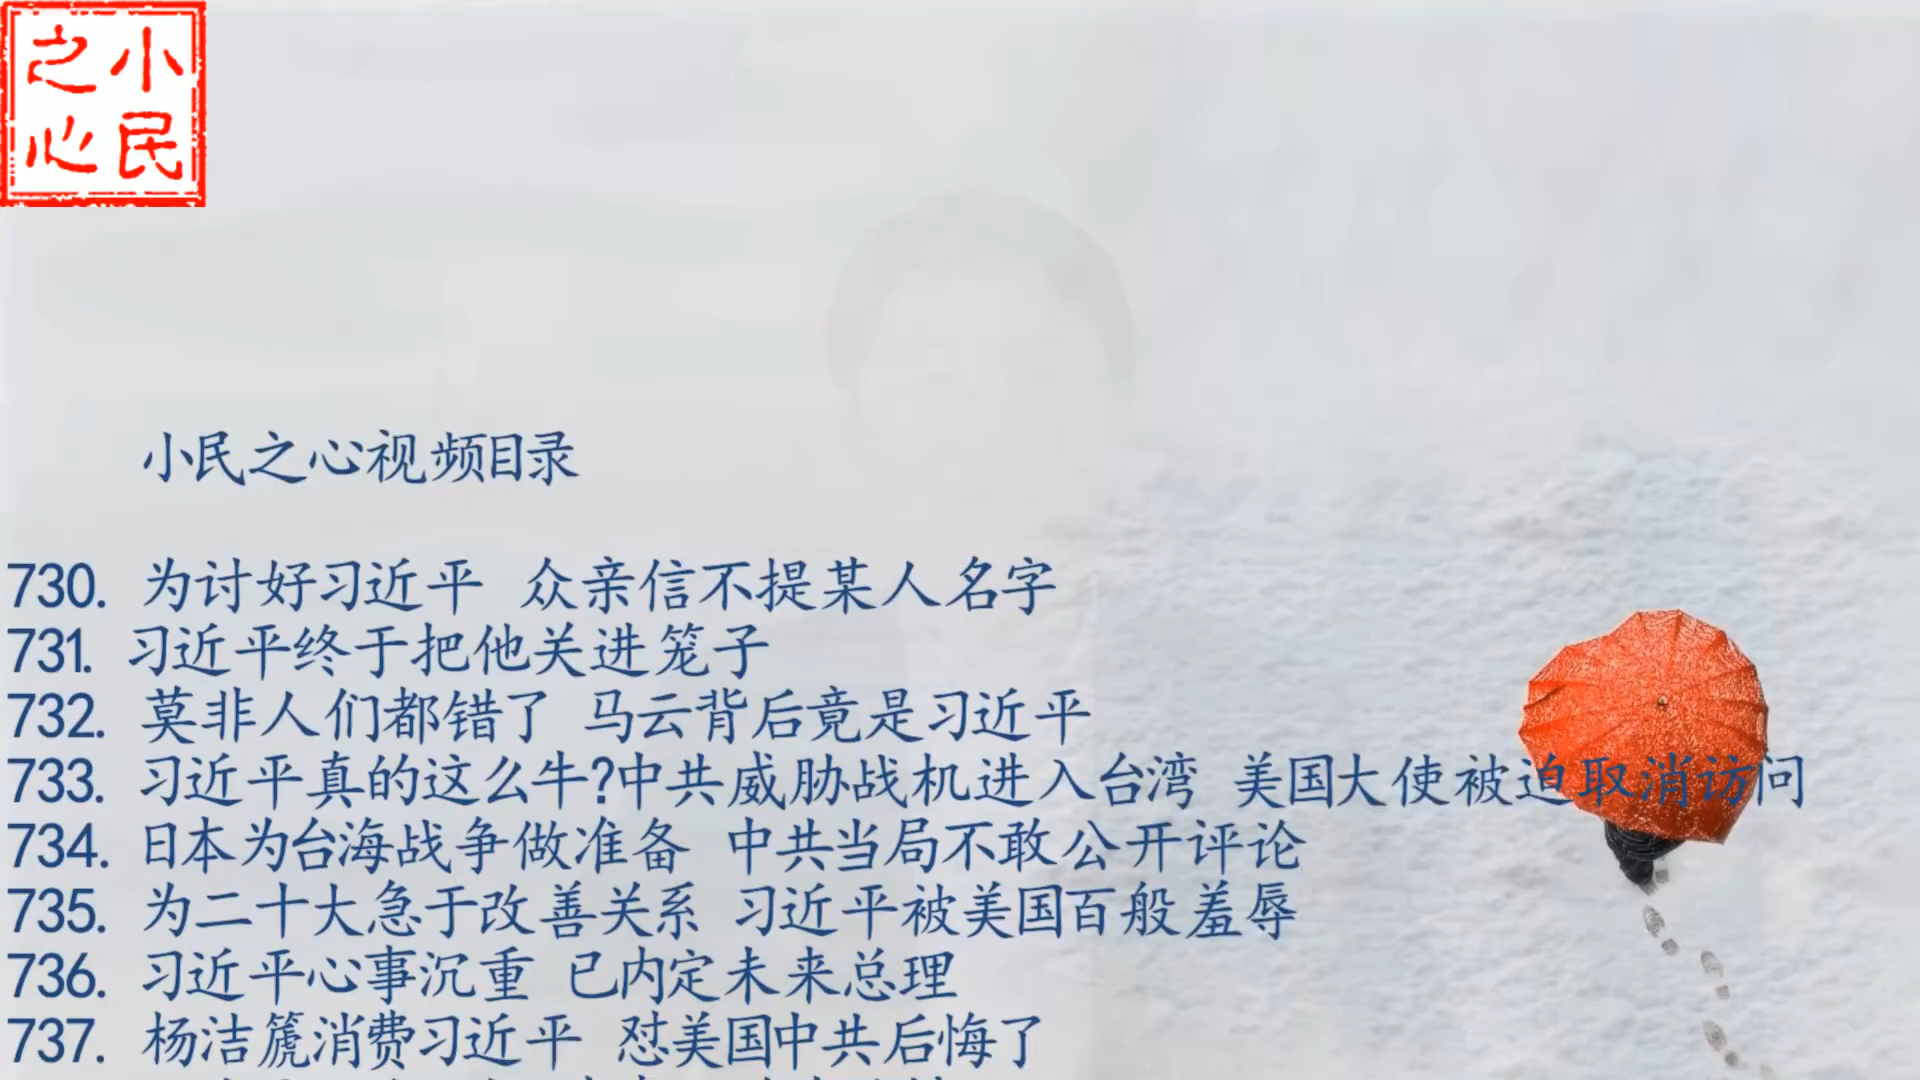 小民之心
小民之心视频目录
730. 为讨好习近平 众亲信不提某人名字
731. 习近平终于把他关进笼子
732. 莫非人们都错了 马云背后竟是习近平
733. 习近平真的这么牛?中共威胁战机进入台湾 美国大使被迫取消访问
734. 日本为台海战争做准备 中共当局不敢公开评论
735. 为二十大急于改善关系 习近平被美国百般羞辱
736. 习近平心事沉重 已内定未来总理
737. 杨洁篪消费习近平 怼美国中共后悔了